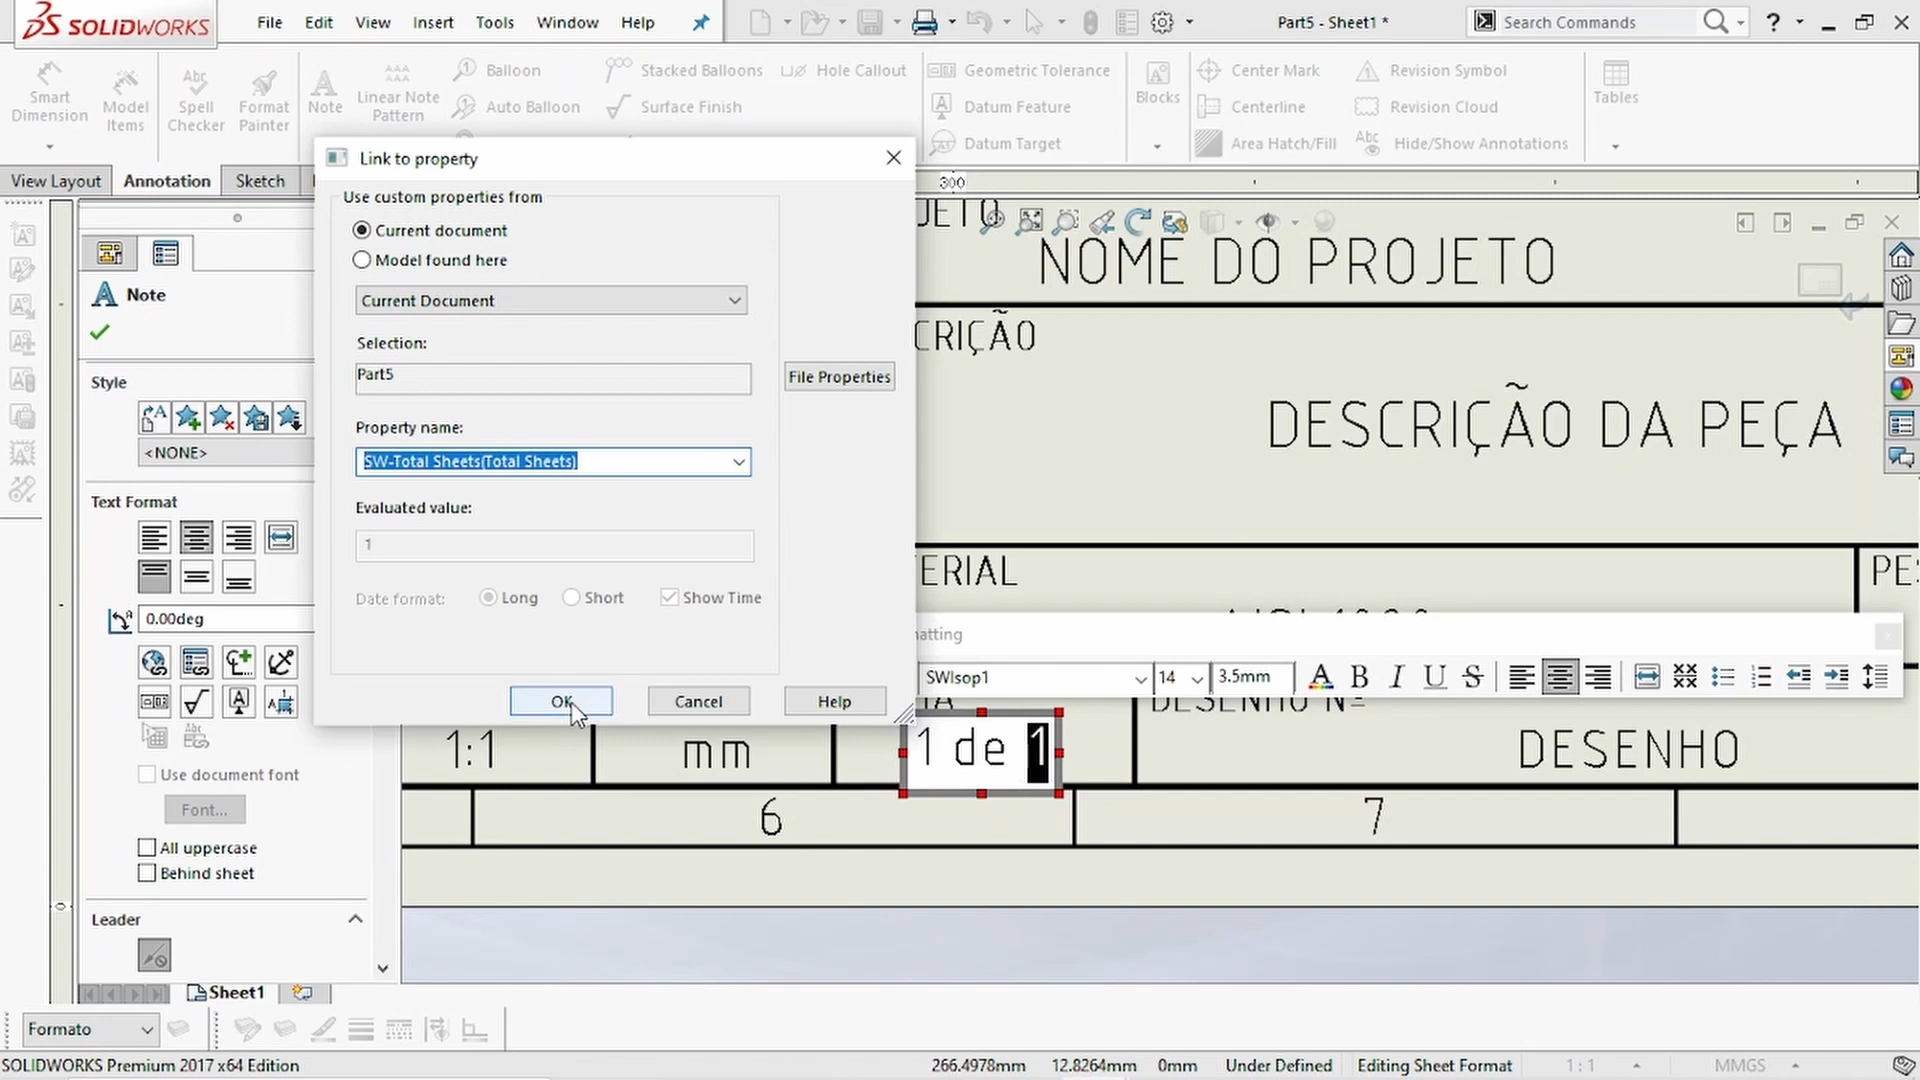 SOLIDWORKS
File Edit View Insert Tools Window Help
Part5 - Sheet1 *
Search Commands
?
Smart Dimension
Model Items
Spell Checker
Format Painter
Note
Linear Note Pattern
Balloon
Auto Balloon
Stacked Balloons
Surface Finish
Hole Callout
Geometric Tolerance
Datum Feature
Datum Target
Blocks
Center Mark
Centerline
Area Hatch/Fill
Revision Symbol
Revision Cloud
Hide/Show Annotations
Tables
View Layout Annotation Sketch
300
Note
Style
<NONE>
Text Format
0.00deg
Use document font
Font...
All uppercase
Behind sheet
Leader
Link to property
Use custom properties from
Current document
Model found here
Current Document
Selection:
Part5
File Properties
Property name:
SW-Total Sheets(Total Sheets)
Evaluated value:
1
Date format: Long Short Show Time
OK Cancel Help
JETO
NOME DO PROJETO
CRIÇÃO
DESCRIÇÃO DA PEÇA
ERIAL
PE
atting
SWIsop1 14 3.5mm A B I U S
DESENHO Nº
1:1 mm 1 de 1 DESENHO
6 7
Sheet1
Formato
SOLIDWORKS Premium 2017 x64 Edition
266.4978mm 12.8264mm 0mm Under Defined Editing Sheet Format 1 : 1 MMGS